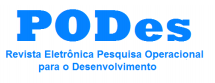 PODes
Revista Eletrônica Pesquisa Operacional
para o Desenvolvimento